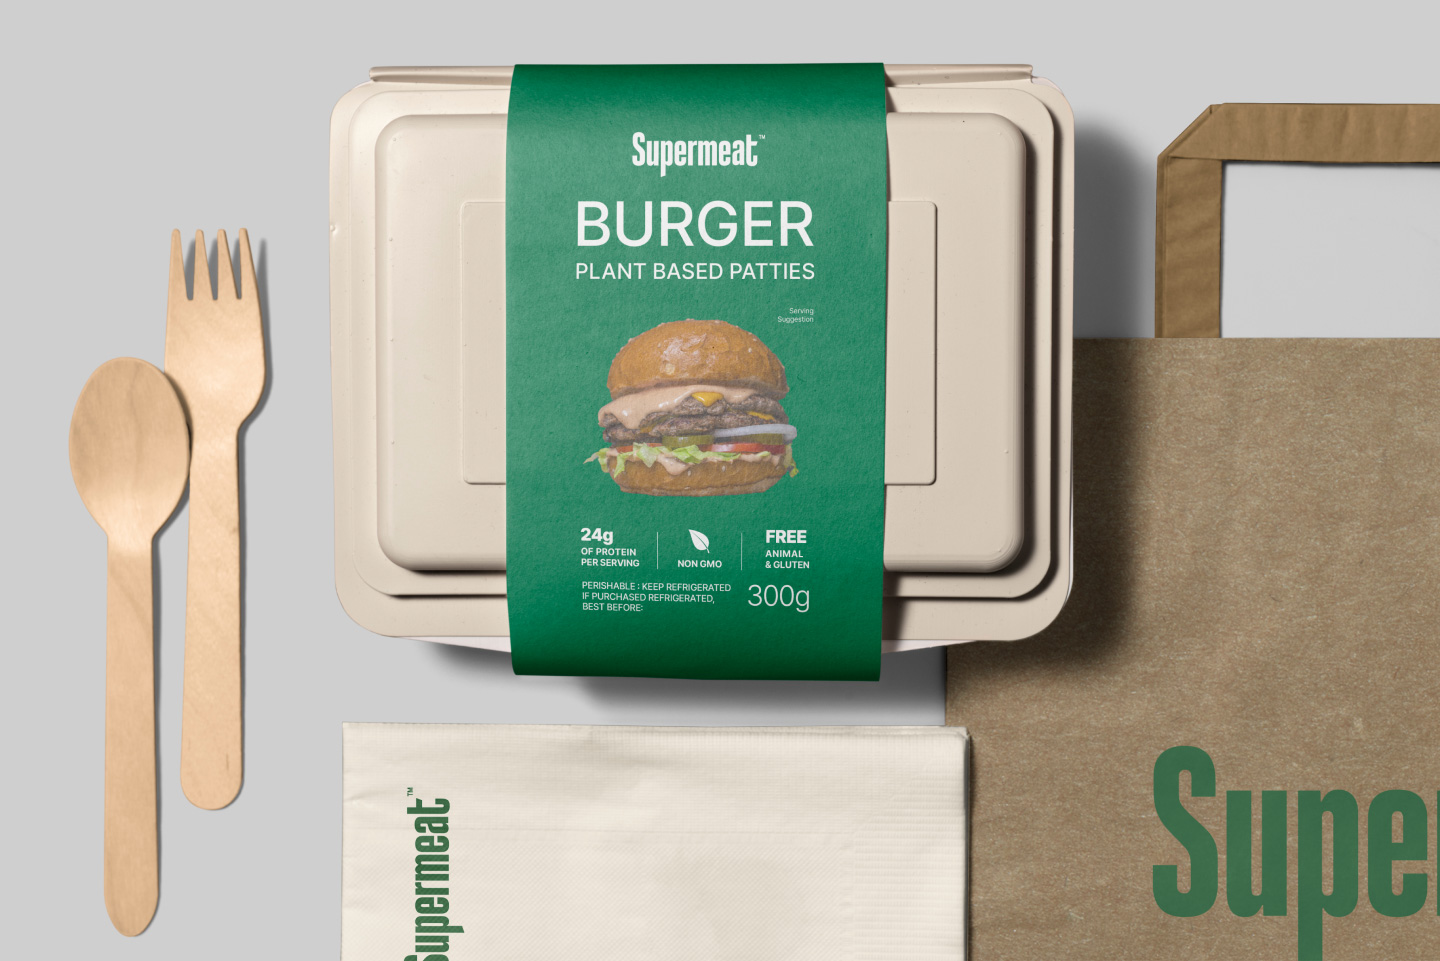 Supermeat™
BURGER
PLANT BASED PATTIES
Serving
Suggestion
24g
OF PROTEIN
PER SERVING
NON GMO
FREE
ANIMAL
& GLUTEN
PERISHABLE : KEEP REFRIGERATED
IF PURCHASED REFRIGERATED,
BEST BEFORE:
300g
Supermeat™
Super